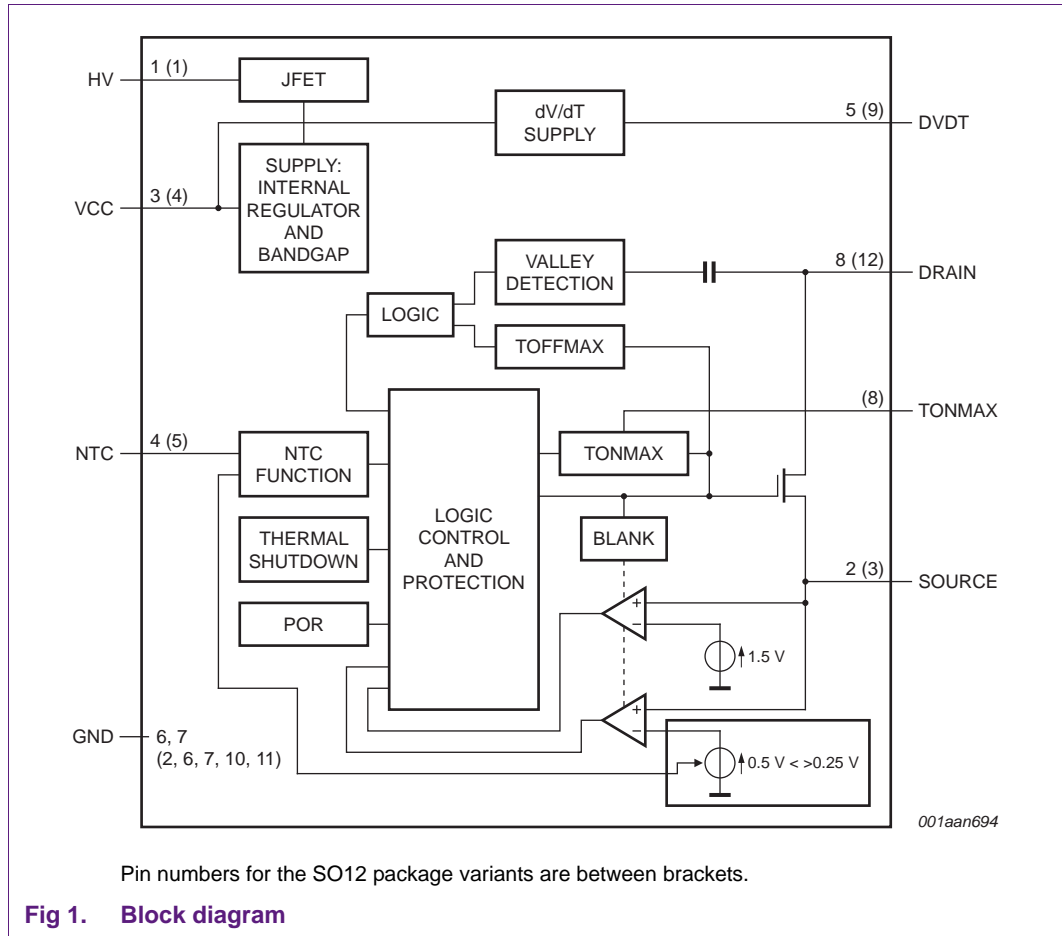 HV
1 (1)
JFET
dV/dT
SUPPLY
5 (9)
DVDT
SUPPLY:
INTERNAL
REGULATOR
AND
BANDGAP
VCC
3 (4)
VALLEY
DETECTION
8 (12)
DRAIN
LOGIC
TOFFMAX
(8)
TONMAX
NTC
4 (5)
NTC
FUNCTION
TONMAX
LOGIC
CONTROL
AND
PROTECTION
BLANK
THERMAL
SHUTDOWN
2 (3)
SOURCE
POR
+
−
1.5 V
+
−
GND
6, 7
(2, 6, 7, 10, 11)
0.5 V < >0.25 V
001aan694
Pin numbers for the SO12 package variants are between brackets.
Fig 1. Block diagram